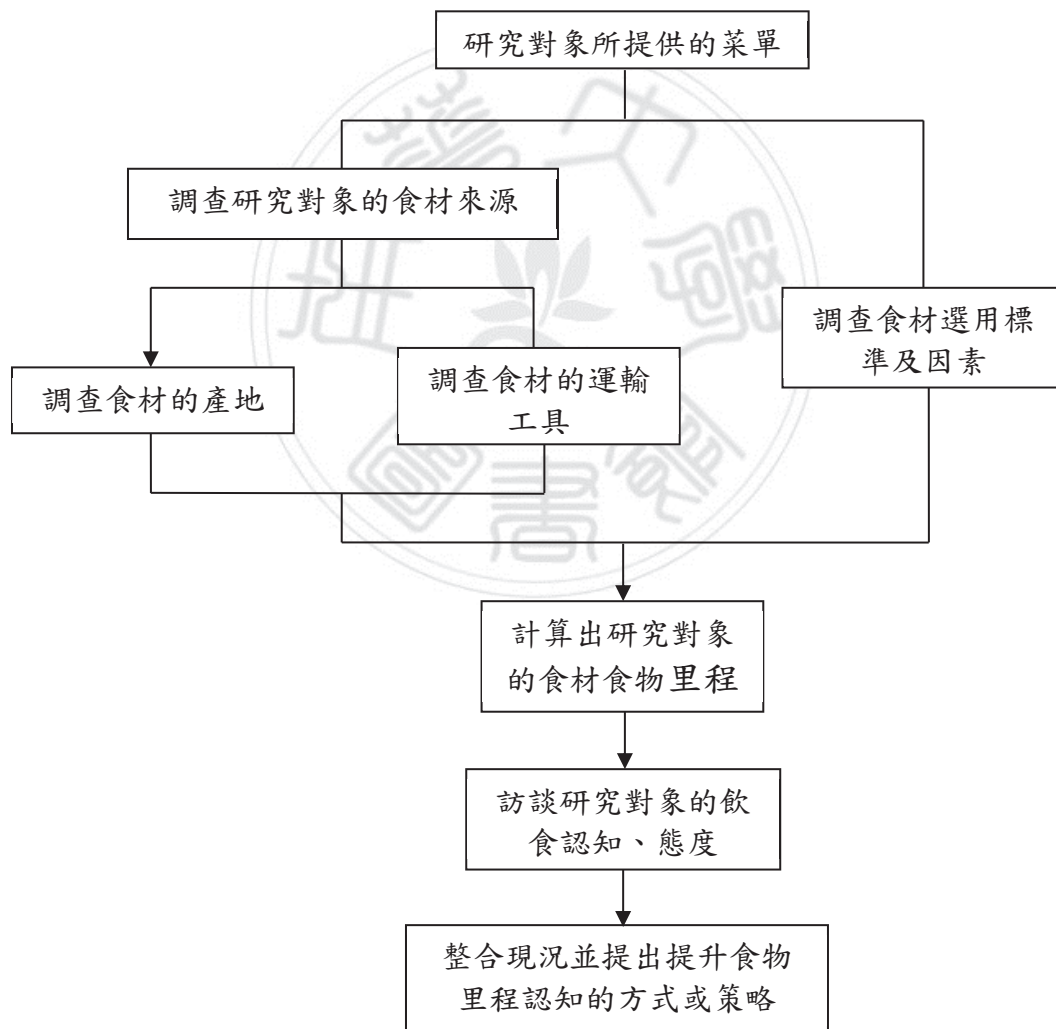 研究對象所提供的菜單
調查研究對象的食材來源
調查食材選用標
準及因素
調查食材的產地
調查食材的運輸
工具
計算出研究對象
的食材食物里程
訪談研究對象的飲
食認知、態度
整合現況並提出提升食物
里程認知的方式或策略